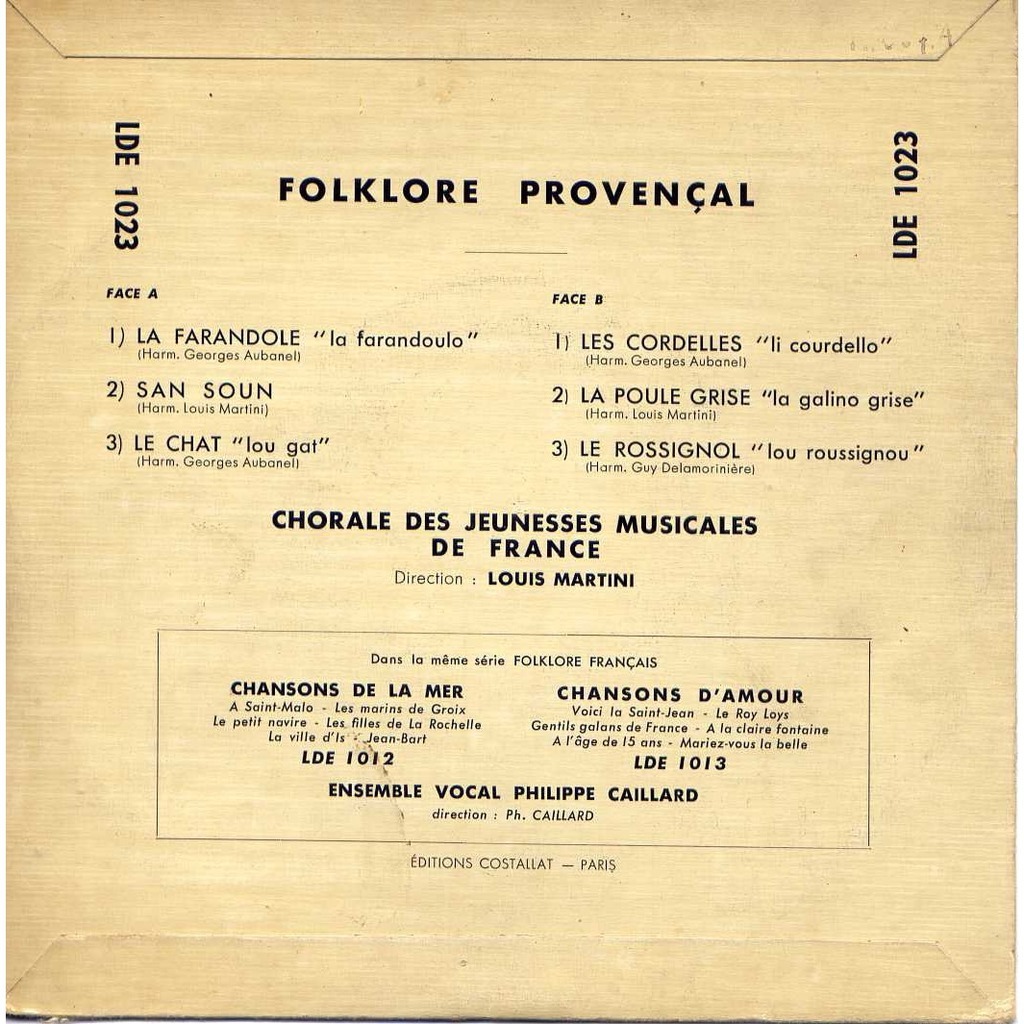 LDE 1023
LDE 1023
FOLKLORE PROVENÇAL
FACE A
1) LA FARANDOLE "la farandoulo"
(Harm. Georges Aubanel)
2) SAN SOUN
(Harm. Louis Martini)
3) LE CHAT "lou gat"
(Harm. Georges Aubanel)
FACE B
1) LES CORDELLES "li courdello"
(Harm. Georges Aubanel)
2) LA POULE GRISE "la galino grise"
(Harm. Louis Martini)
3) LE ROSSIGNOL "lou roussignou"
(Harm. Guy Delamorinière)
CHORALE DES JEUNESSES MUSICALES
DE FRANCE
Direction : LOUIS MARTINI
Dans la même série FOLKLORE FRANÇAIS
CHANSONS DE LA MER
A Saint-Malo - Les marins de Groix
Le petit navire - Les filles de La Rochelle
La ville d'Is - Jean-Bart
LDE 1012
CHANSONS D'AMOUR
Voici la Saint-Jean - Le Roy Loys
Gentils galans de France - A la claire fontaine
A l'âge de 15 ans - Mariez-vous la belle
LDE 1013
ENSEMBLE VOCAL PHILIPPE CAILLARD
direction : Ph. CAILLARD
ÉDITIONS COSTALLAT — PARIS